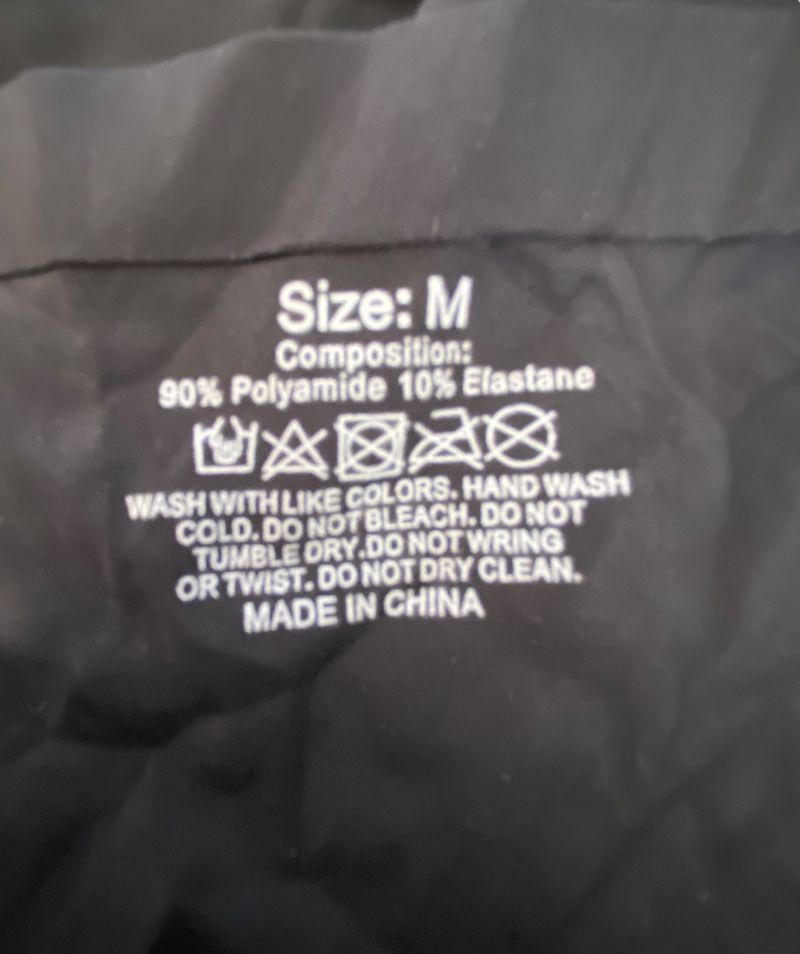 Size: M
Composition:
90% Polyamide 10% Elastane
WASH WITH LIKE COLORS. HAND WASH
COLD. DO NOT BLEACH. DO NOT
TUMBLE DRY.DO NOT WRING
OR TWIST. DO NOT DRY CLEAN.
MADE IN CHINA